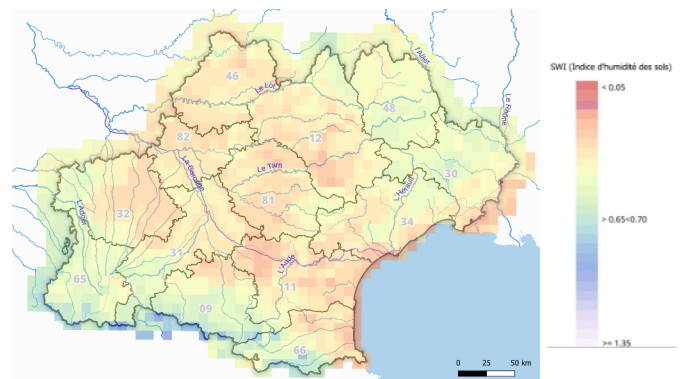 SWI (Indice d'humidité des sols)
< 0.05
> 0.65<0.70
>= 1.35
l'Allier
46
Le Lot
48
Le Rhône
82
12
La Garonne
Le Tarn
30
L'Hérault
81
32
L'Adour
34
31
L'Aude
65
11
09
66
0 25 50 km